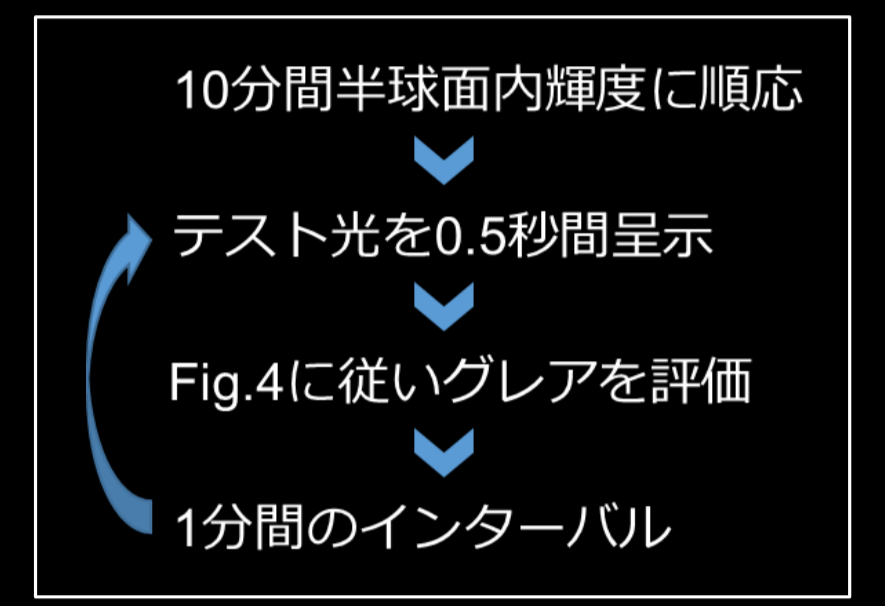 10分間半球面内輝度に順応
テスト光を0.5秒間呈示
Fig.4に従いグレアを評価
1分間のインターバル